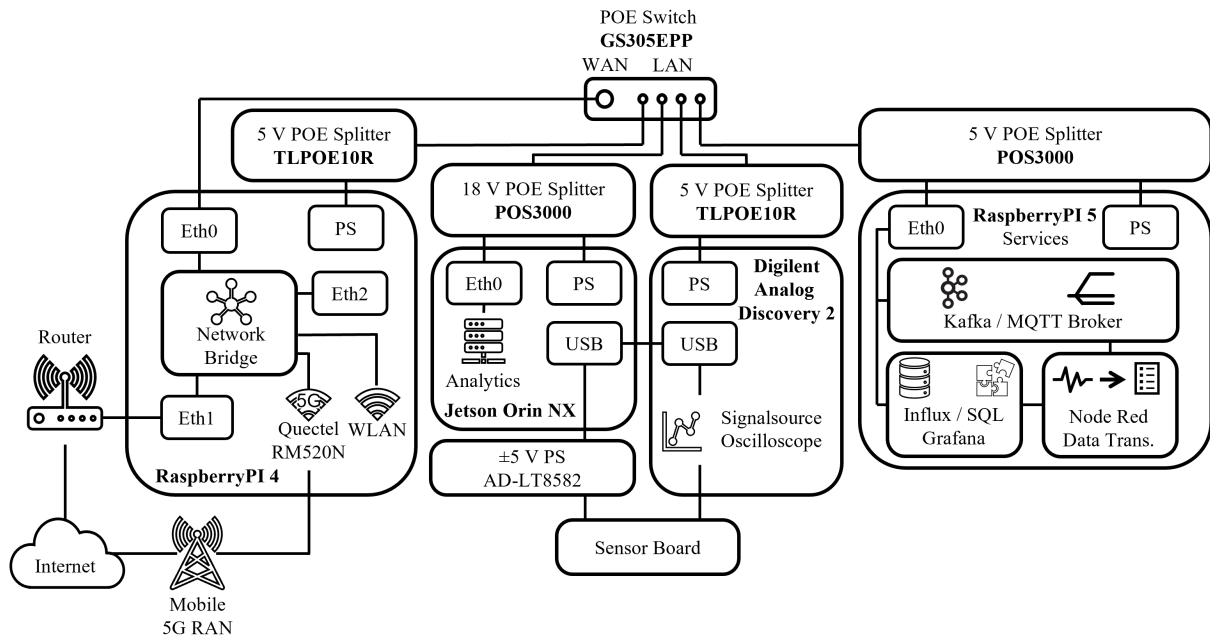 POE Switch
GS305EPP
WAN LAN
5 V POE Splitter
TLPOE10R
18 V POE Splitter
POS3000
5 V POE Splitter
TLPOE10R
5 V POE Splitter
POS3000
Eth0
PS
Network
Bridge
Eth2
Eth1
5G
Quectel
RM520N
WLAN
RaspberryPI 4
Router
Internet
Mobile
5G RAN
Eth0
PS
USB
Analytics
Jetson Orin NX
±5 V PS
AD-LT8582
PS
Digilent
Analog
Discovery 2
USB
Signalsource
Oscilloscope
Sensor Board
Eth0
RaspberryPI 5
Services
PS
Kafka / MQTT Broker
Influx / SQL
Grafana
Node Red
Data Trans.